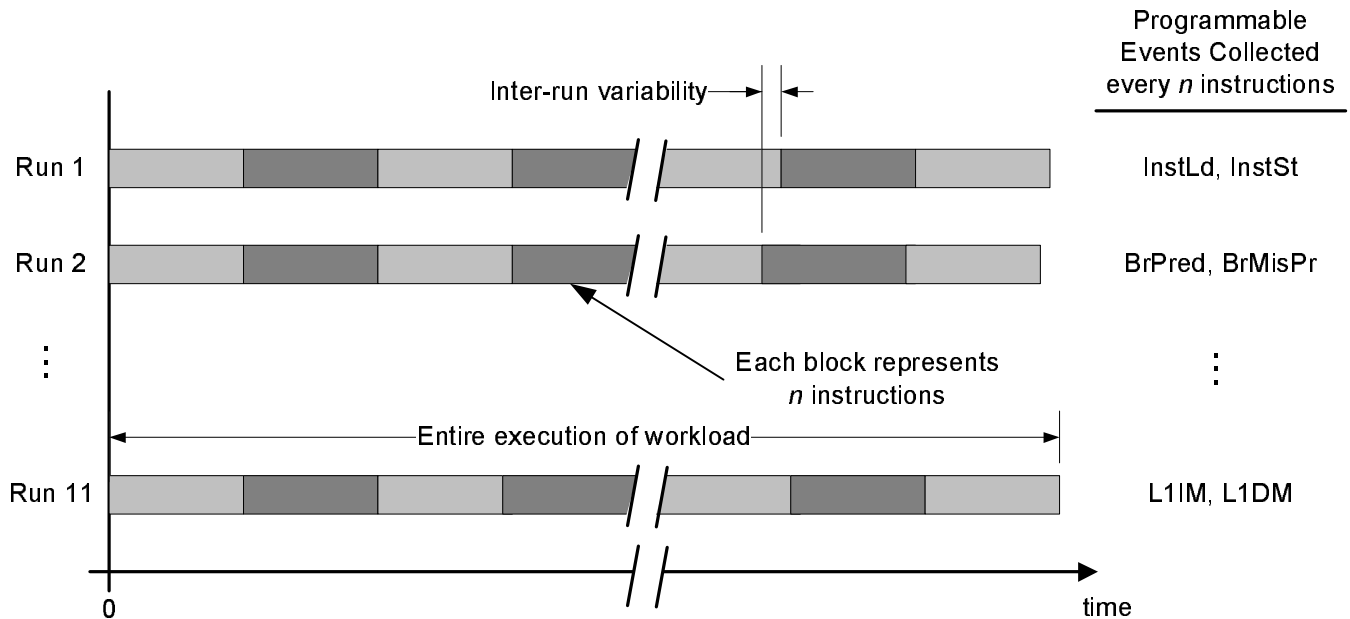 Programmable
Events Collected
every n instructions
Inter-run variability
Run 1
InstLd, InstSt
Run 2
BrPred, BrMisPr
Each block represents
n instructions
Entire execution of workload
Run 11
L1IM, L1DM
0
time